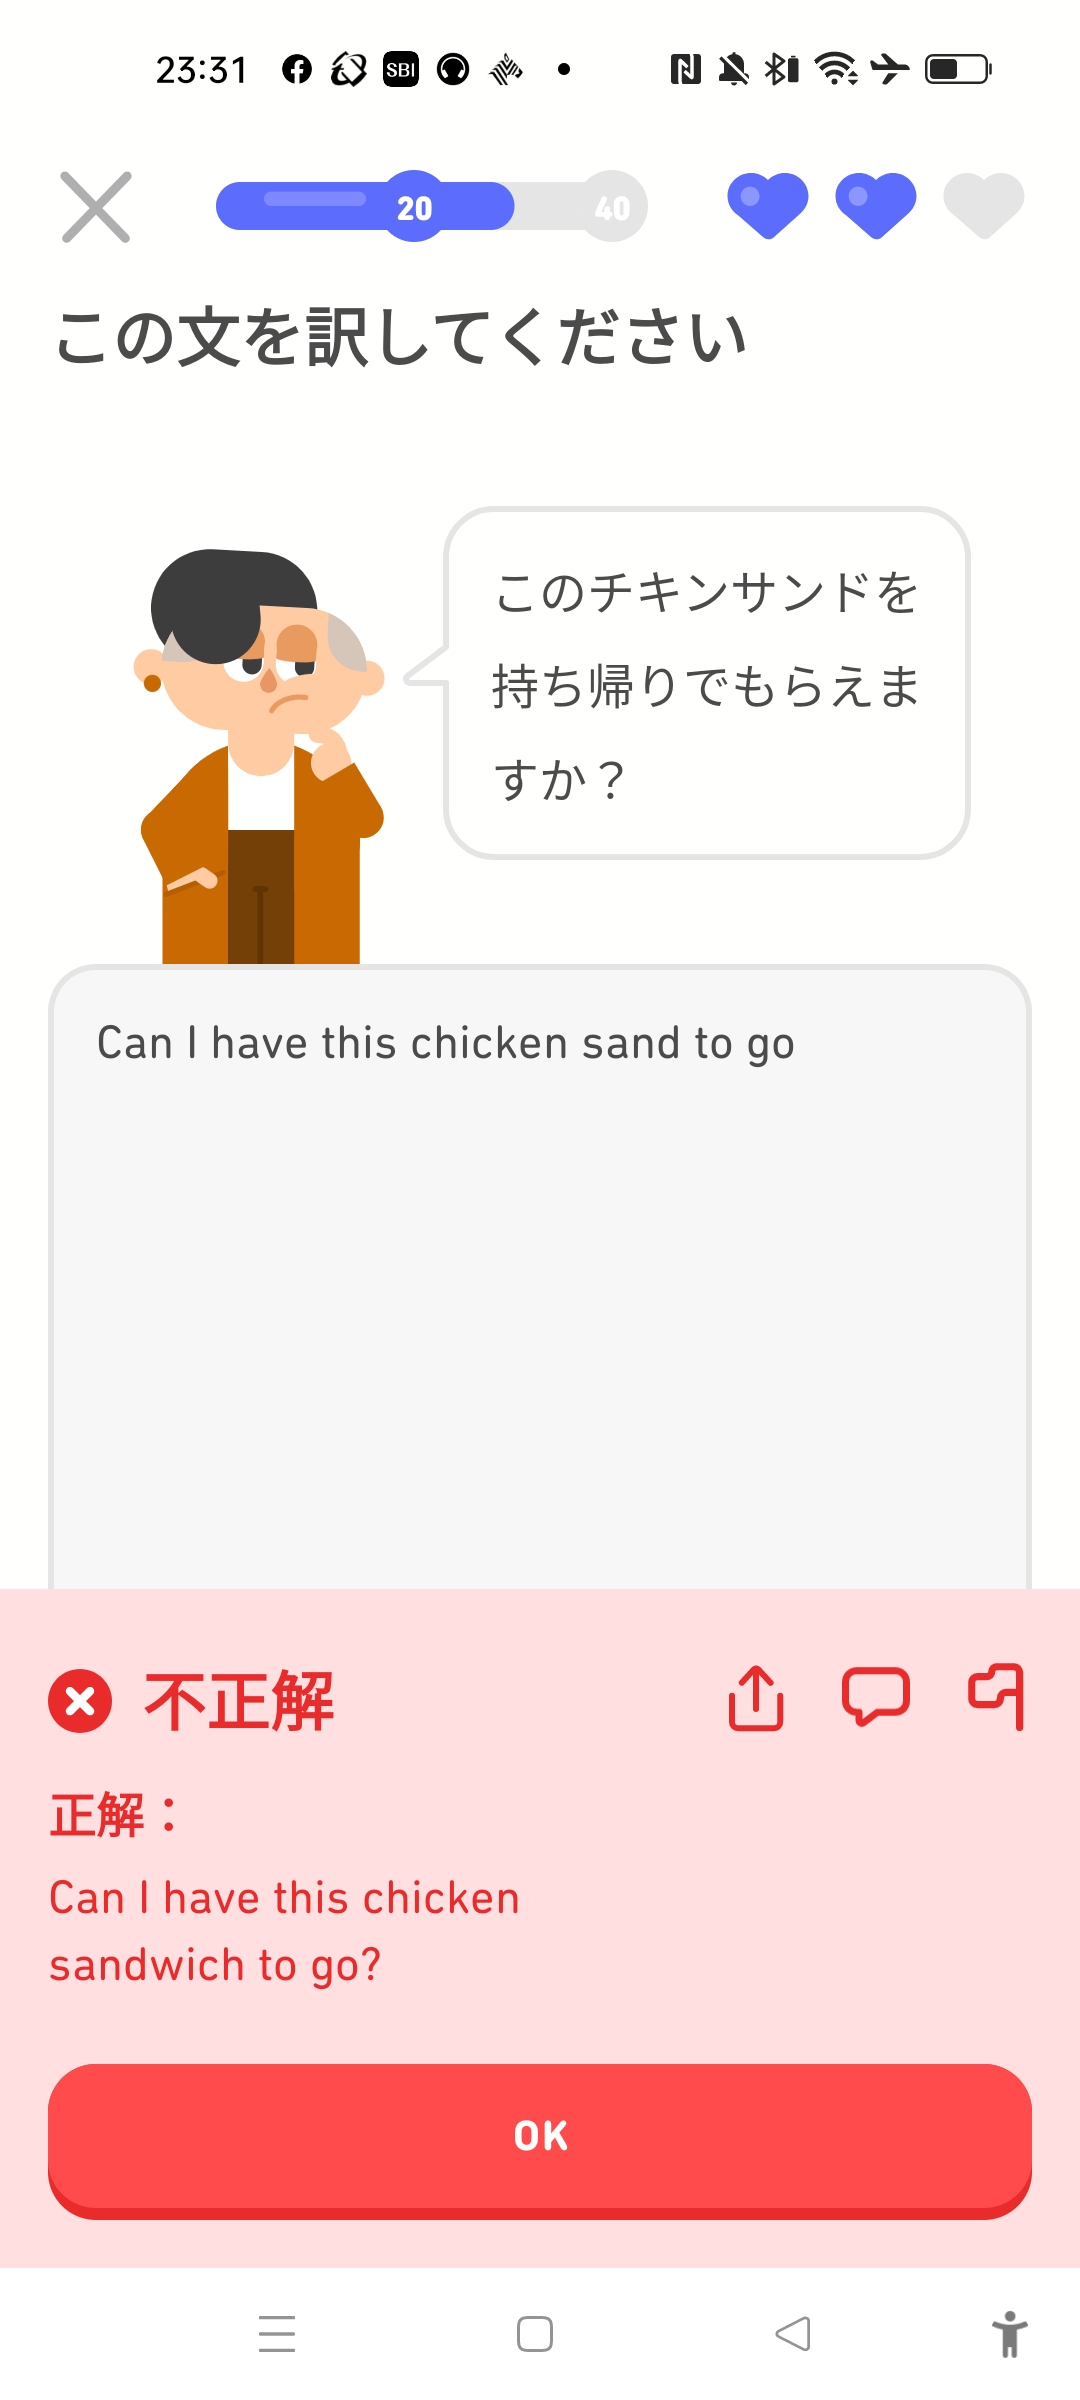 23:31
SBI
20
40
この文を訳してください
このチキンサンドを
持ち帰りでもらえま
すか？
Can I have this chicken sand to go
不正解
正解：
Can I have this chicken
sandwich to go?
OK